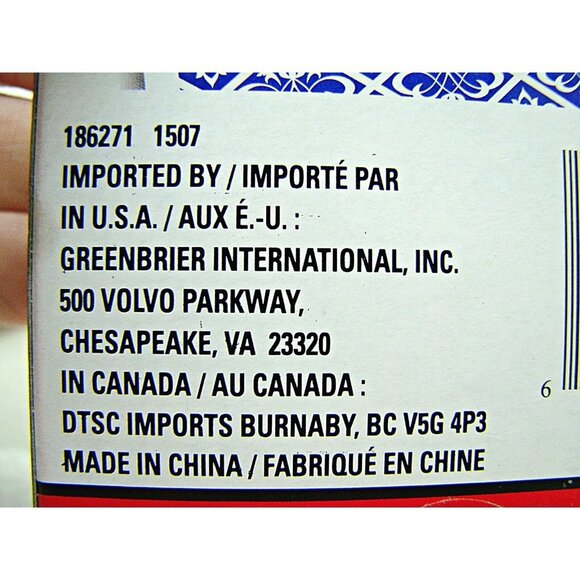 186271 1507
IMPORTED BY / IMPORTÉ PAR
IN U.S.A. / AUX É.-U. :
GREENBRIER INTERNATIONAL, INC.
500 VOLVO PARKWAY,
CHESAPEAKE, VA 23320
IN CANADA / AU CANADA :
6
DTSC IMPORTS BURNABY, BC V5G 4P3
MADE IN CHINA / FABRIQUÉ EN CHINE